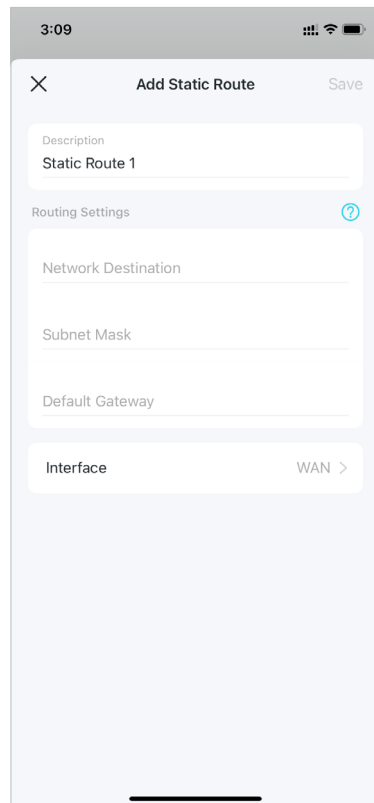 3:09
Add Static Route Save
Description
Static Route 1
Routing Settings ?
Network Destination
Subnet Mask
Default Gateway
Interface WAN